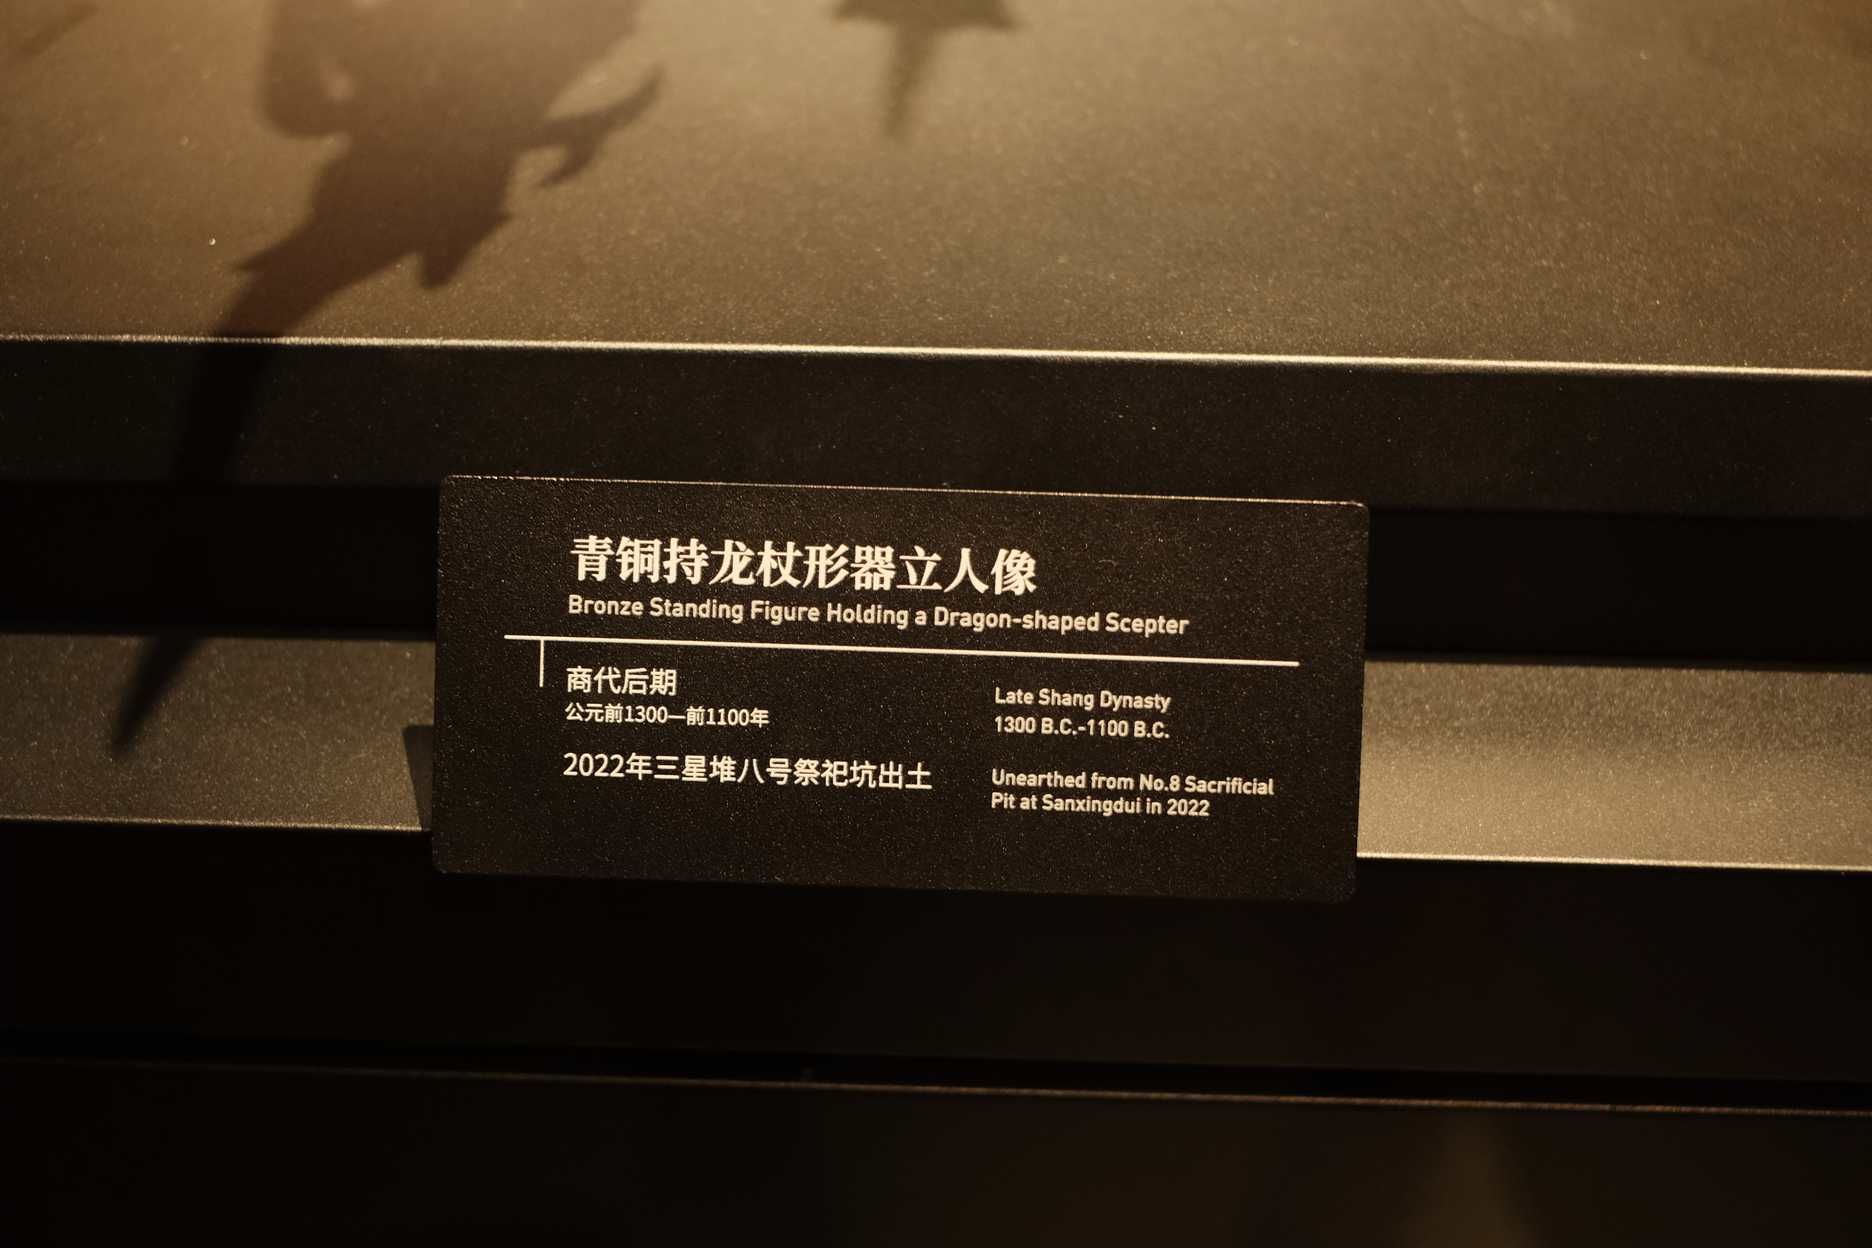 青铜持龙杖形器立人像
Bronze Standing Figure Holding a Dragon-shaped Scepter
商代后期
公元前1300—前1100年
2022年三星堆八号祭祀坑出土
Late Shang Dynasty
1300 B.C.-1100 B.C.
Unearthed from No.8 Sacrificial
Pit at Sanxingdui in 2022